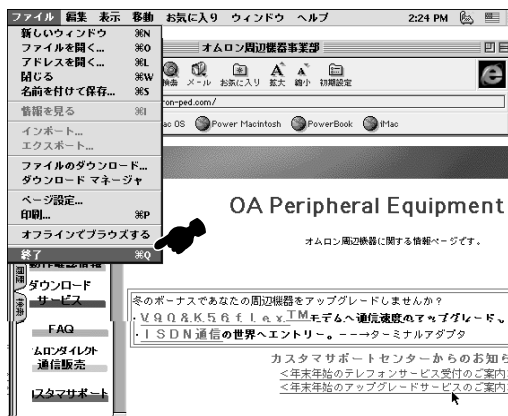 ファイル 編集 表示 移動 お気に入り ウィンドウ ヘルプ 2:24 PM
新しいウィンドウ ⌘N
ファイルを開く... ⌘O
アドレスを開く... ⌘L
閉じる ⌘W
名前を付けて保存... ⌘S
情報を見る ⌘I
インポート...
エクスポート...
ファイルのダウンロード...
ダウンロード マネージャ
ページ設定...
印刷... ⌘P
オフラインでブラウズする
終了 ⌘Q
オムロン周辺機器事業部
検索 メール お気に入り 拡大 縮小 初期設定
ron-ped.com/
ac OS Power Macintosh PowerBook iMac
OA Peripheral Equipment
オムロン周辺機器に関する情報ページです。
動作確認情報
履歴
ダウンロード
サービス
検索
FAQ
ムロンダイレクト
通信販売
カスタマサポート
冬のボーナスであなたの周辺機器をアップグレードしませんか？
・V.90&K56flex™モデムへ通信速度のアップグレード。
・ISDN通信の世界へエントリー。－－→ターミナルアダプタ
カスタマサポートセンターからのお知ら
<年末年始のテレフォンサービス受付のご案内
<年末年始のアップグレードサービスのご案内